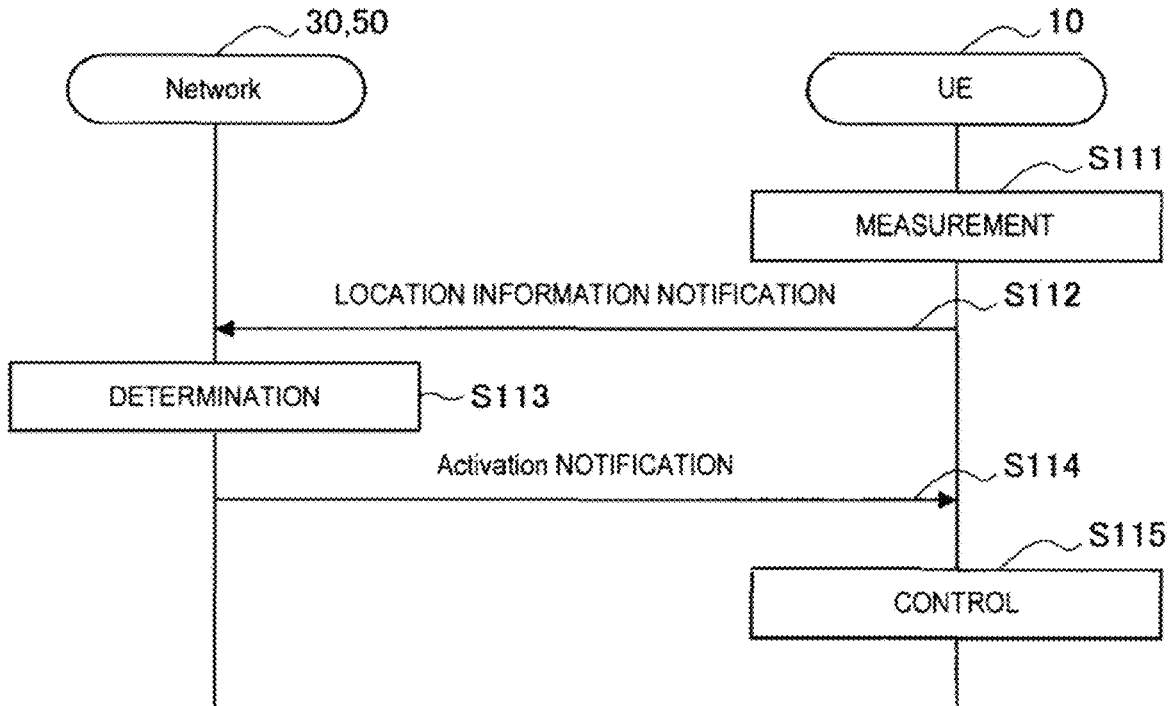 30,50
10
Network
UE
S111
MEASUREMENT
LOCATION INFORMATION NOTIFICATION
S112
DETERMINATION
S113
Activation NOTIFICATION
S114
S115
CONTROL